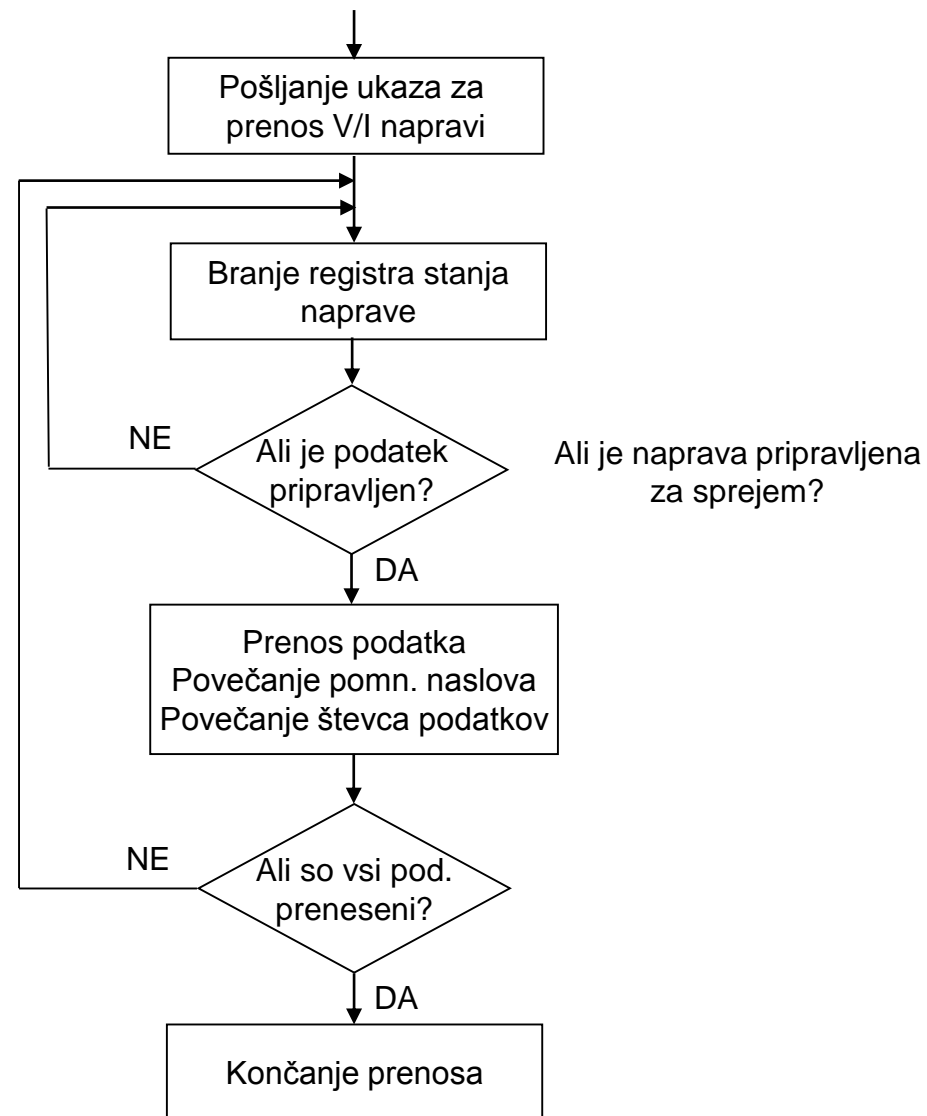 Pošljanje ukaza za
prenos V/I napravi
Branje registra stanja
naprave
NE
Ali je podatek
pripravljen?
Ali je naprava pripravljena
za sprejem?
DA
Prenos podatka
Povečanje pomn. naslova
Povečanje števca podatkov
NE
Ali so vsi pod.
preneseni?
DA
Končanje prenosa